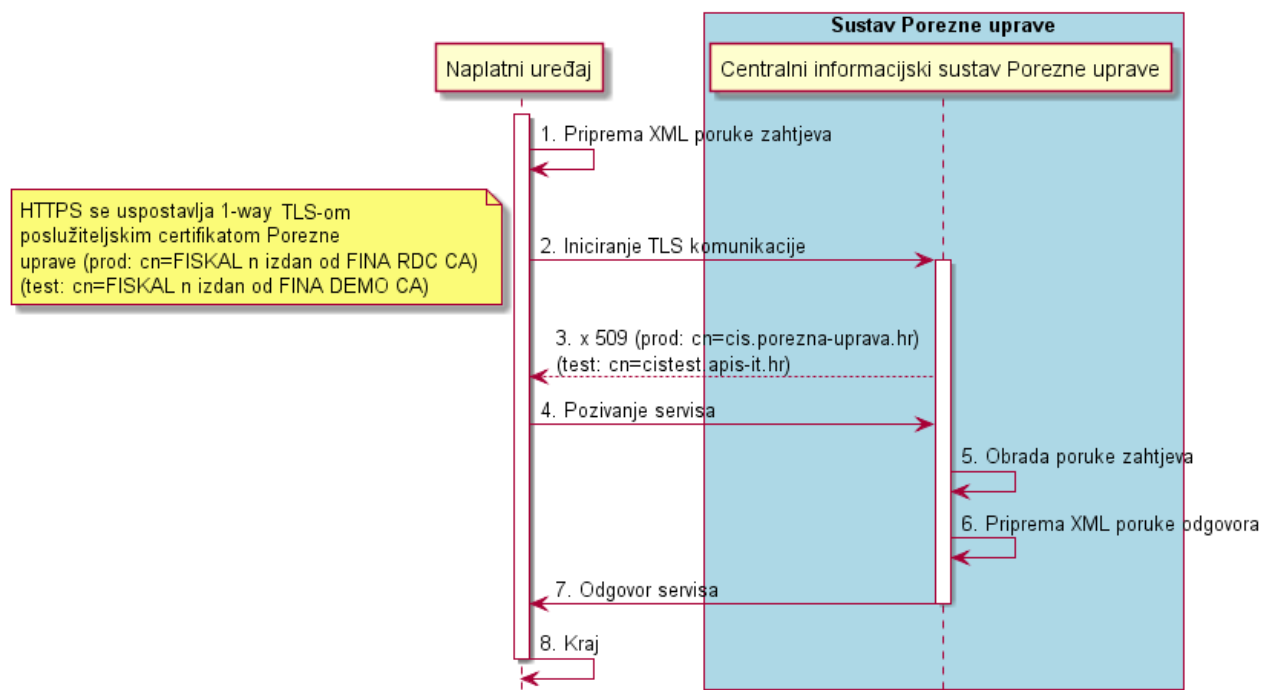 Sustav Porezne uprave
Naplatni uređaj
Centralni informacijski sustav Porezne uprave
1. Priprema XML poruke zahtjeva
HTTPS se uspostavlja 1-way TLS-om
poslužiteljskim certifikatom Porezne
uprave (prod: cn=FISKAL n izdan od FINA RDC CA)
(test: cn=FISKAL n izdan od FINA DEMO CA)
2. Iniciranje TLS komunikacije
3. x 509 (prod: cn=cis.porezna-uprava.hr)
(test: cn=cistest.apis-it.hr)
4. Pozivanje servisa
5. Obrada poruke zahtjeva
6. Priprema XML poruke odgovora
7. Odgovor servisa
8. Kraj